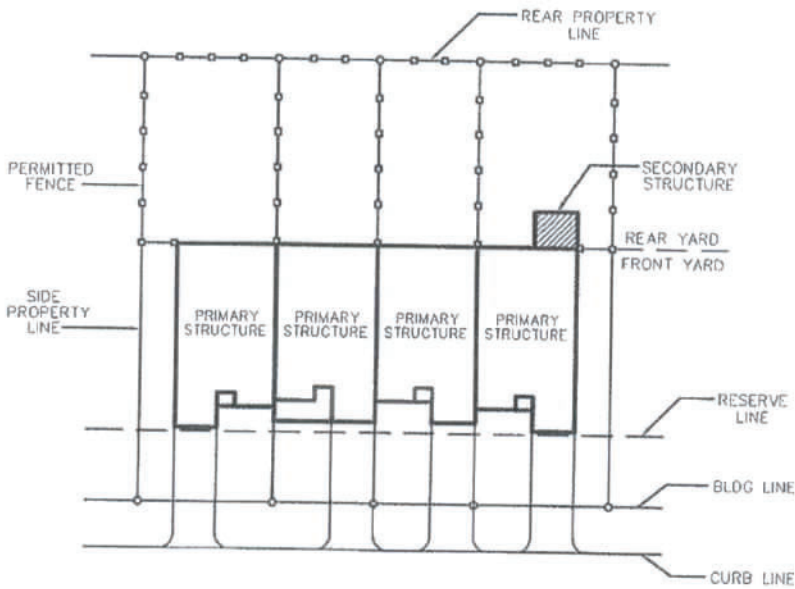 REAR PROPERTY
LINE
PERMITTED
FENCE
SECONDARY
STRUCTURE
REAR YARD
FRONT YARD
SIDE
PROPERTY
LINE
PRIMARY
STRUCTURE
PRIMARY
STRUCTURE
PRIMARY
STRUCTURE
PRIMARY
STRUCTURE
RESERVE
LINE
BLDG LINE
CURB LINE